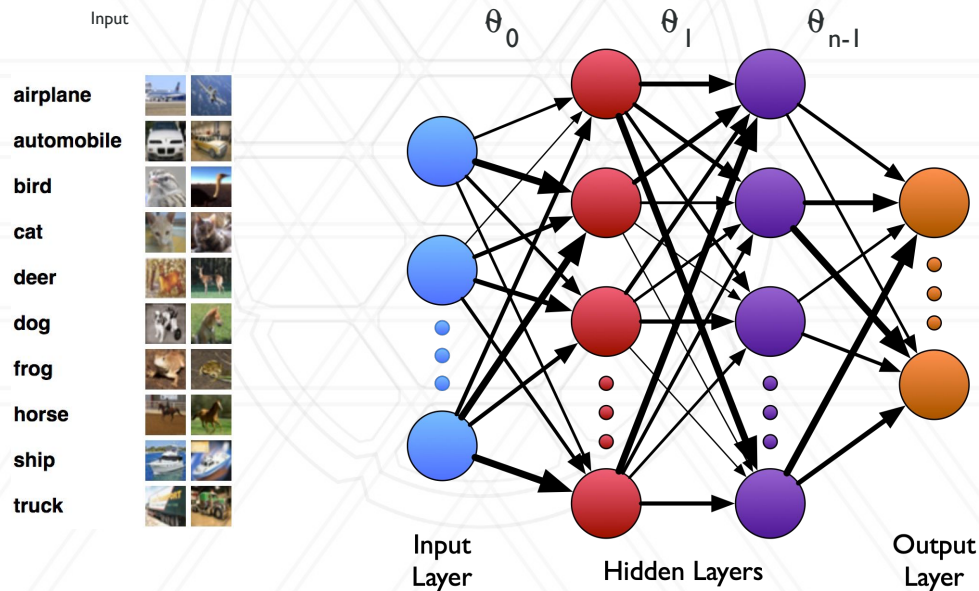 Input
θ0
θ1
θn-1
airplane
automobile
bird
cat
deer
dog
frog
horse
ship
truck
Input
Layer
Hidden Layers
Output
Layer